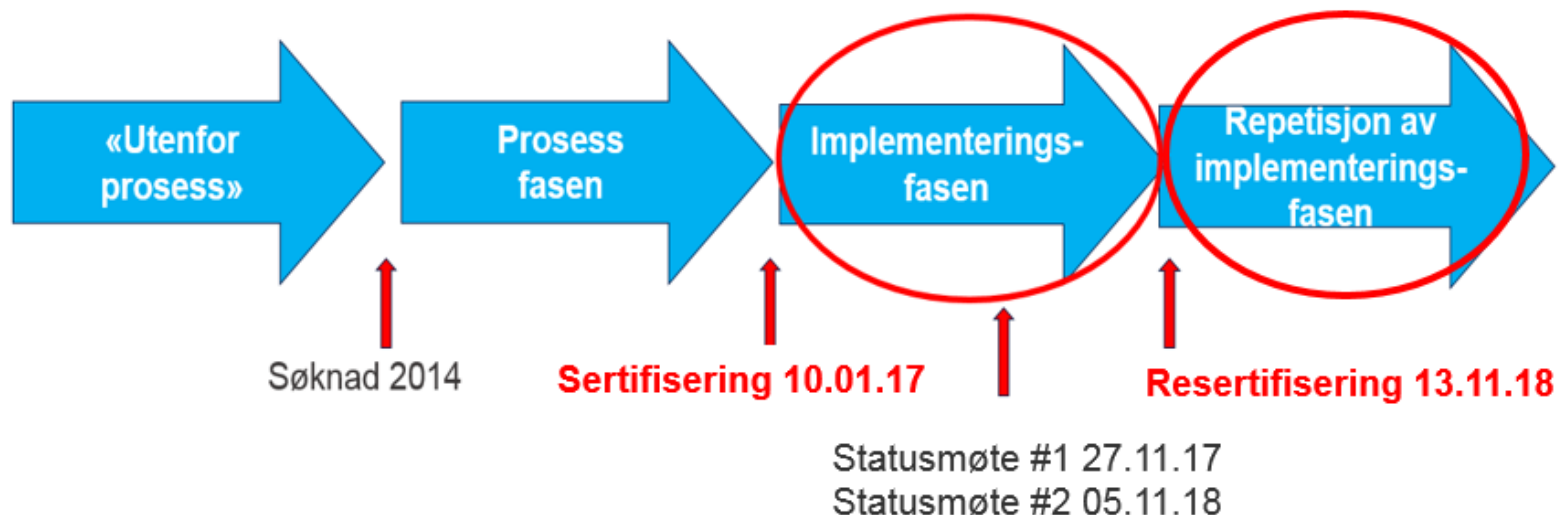 «Utenfor
prosess»
Prosess
fasen
Implementerings-
fasen
Repetisjon av
implementerings-
fasen
Søknad 2014
Sertifisering 10.01.17
Resertifisering 13.11.18
Statusmøte #1 27.11.17
Statusmøte #2 05.11.18